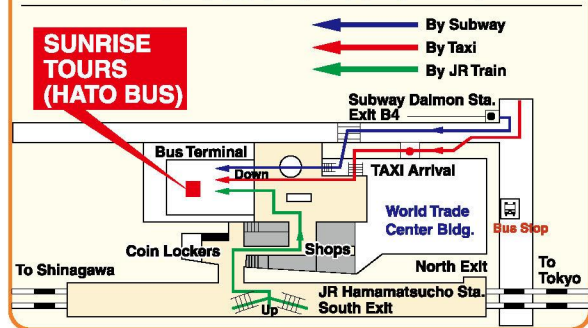 By Subway
By Taxi
By JR Train
SUNRISE
TOURS
(HATO BUS)
Subway Daimon Sta.
Exit B4
Bus Terminal
Down
TAXI Arrival
World Trade
Center Bldg.
Bus Stop
Coin Lockers
Shops
To Shinagawa
North Exit
To
Tokyo
JR Hamamatsucho Sta.
South Exit
Up